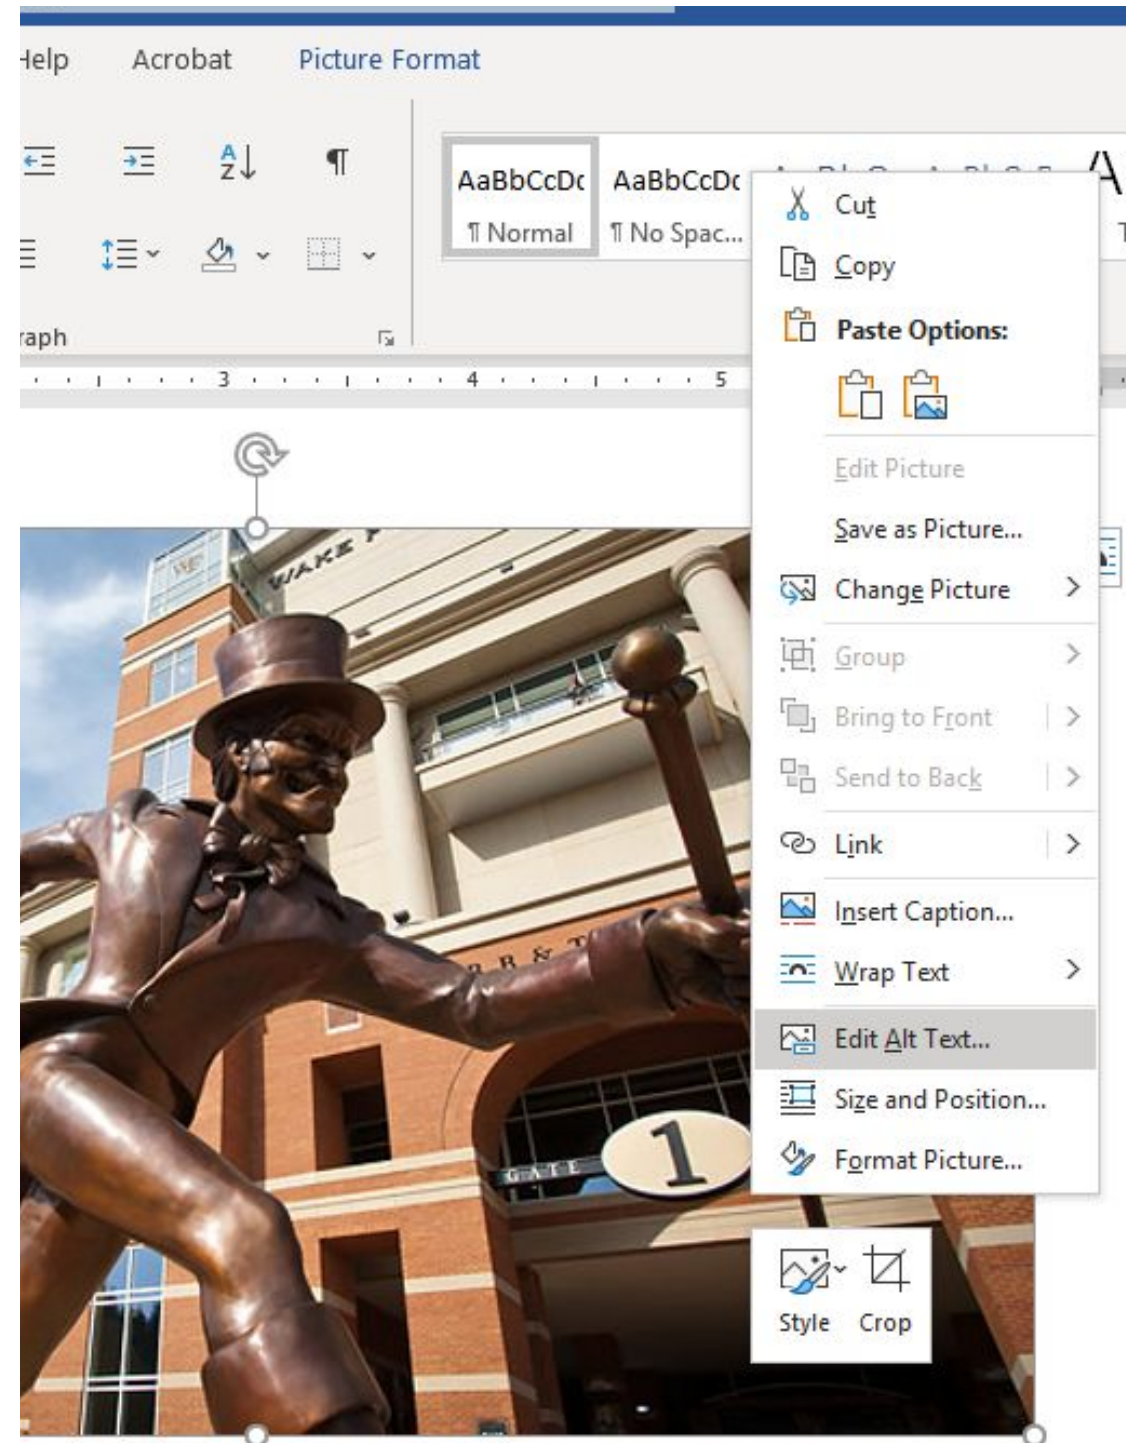 Help
Acrobat
Picture Format
AaBbCcDc
AaBbCcDc
¶ Normal
¶ No Spac...
raph
3
4
5
Cut
Copy
Paste Options:
Edit Picture
Save as Picture...
Change Picture
Group
Bring to Front
Send to Back
Link
Insert Caption...
Wrap Text
Edit Alt Text...
Size and Position...
Format Picture...
Style
Crop
WF
WAKE
GATE
1